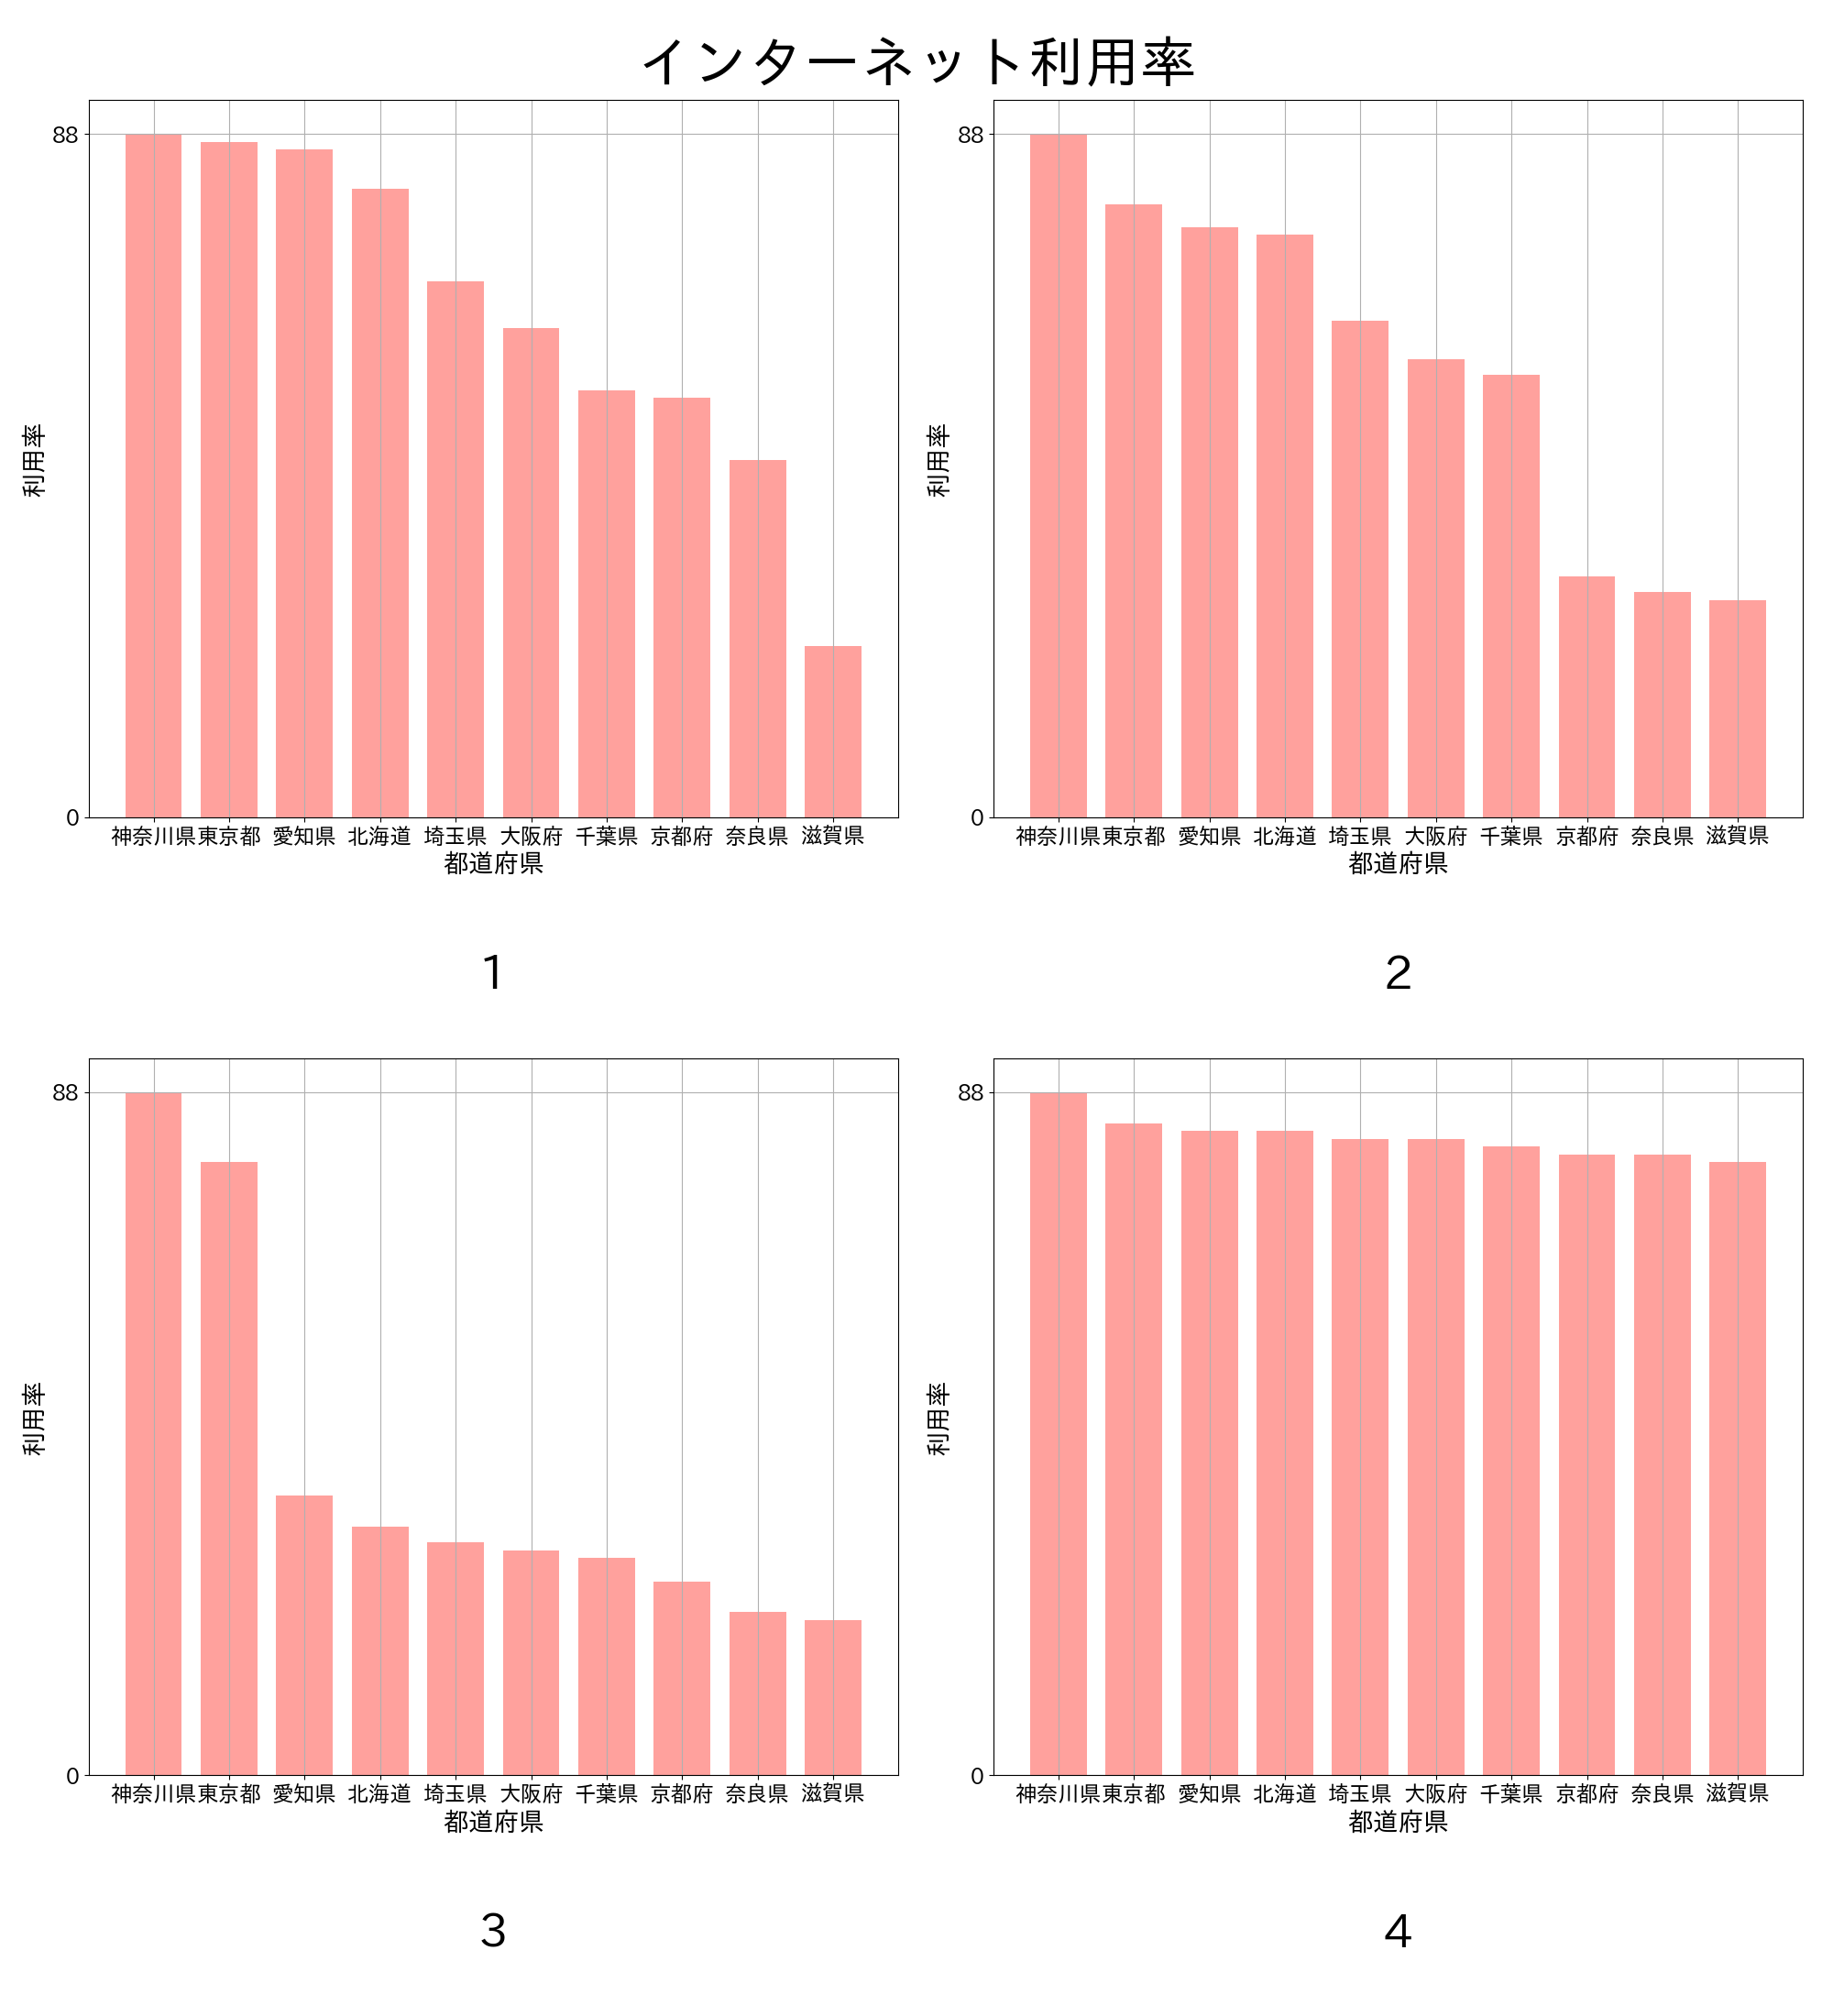 インターネット利用率
88
0
利用率
神奈川県 東京都 愛知県 北海道 埼玉県 大阪府 千葉県 京都府 奈良県 滋賀県
都道府県
1
88
0
利用率
神奈川県 東京都 愛知県 北海道 埼玉県 大阪府 千葉県 京都府 奈良県 滋賀県
都道府県
2
88
0
利用率
神奈川県 東京都 愛知県 北海道 埼玉県 大阪府 千葉県 京都府 奈良県 滋賀県
都道府県
3
88
0
利用率
神奈川県 東京都 愛知県 北海道 埼玉県 大阪府 千葉県 京都府 奈良県 滋賀県
都道府県
4